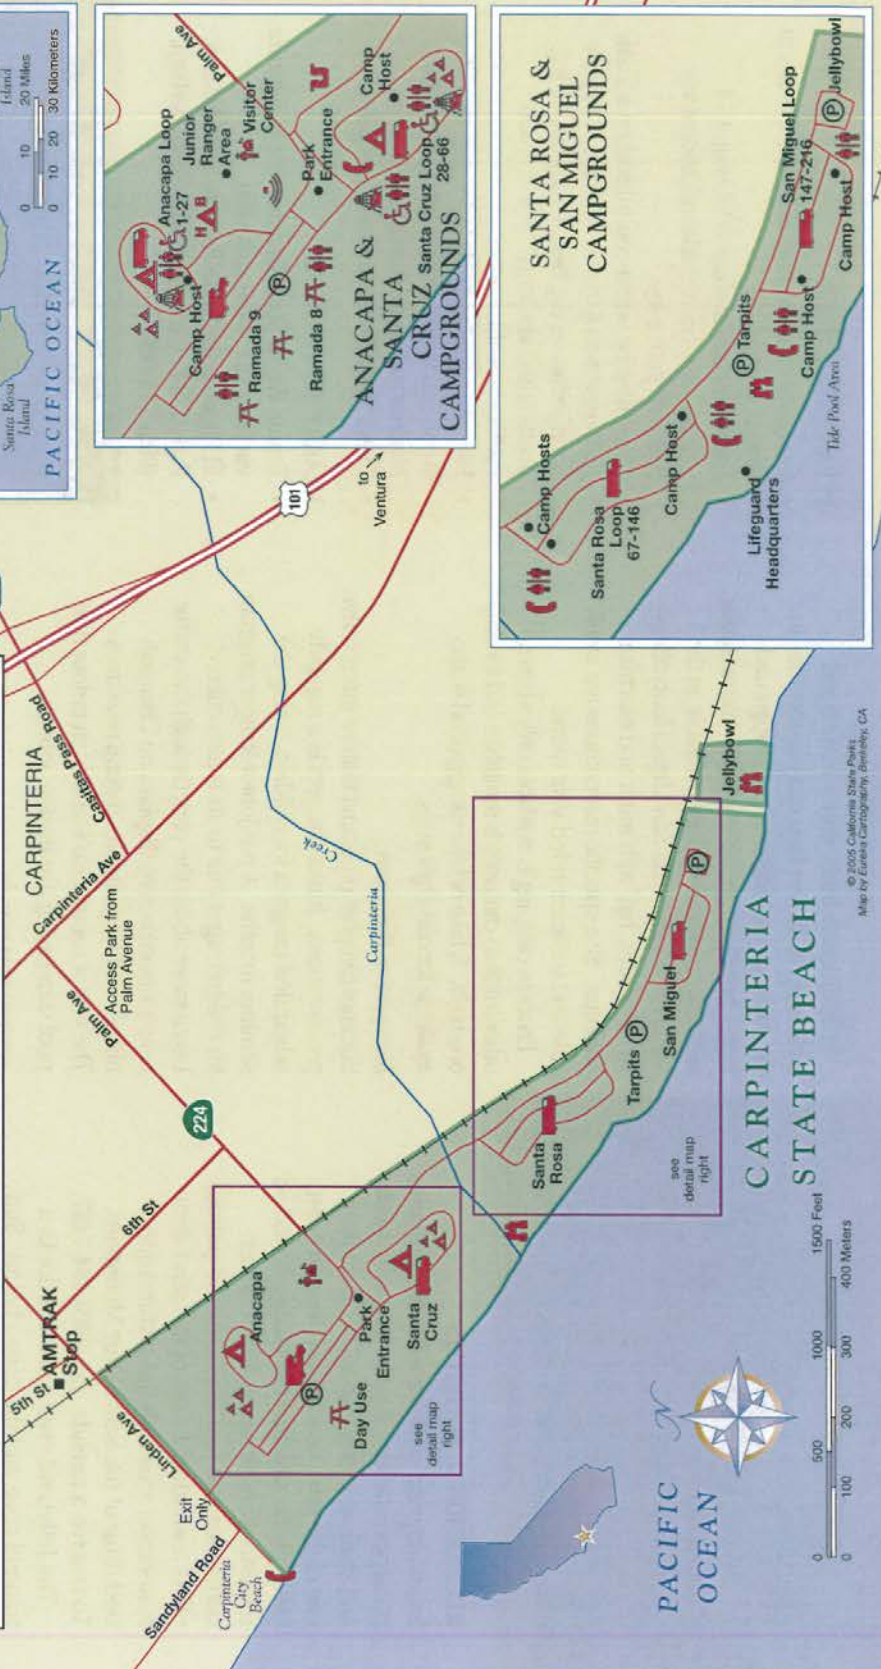 Santa Rosa
Island
Island
PACIFIC OCEAN
0 10 20 Miles
0 10 20 30 Kilometers
Palm Ave
Anacapa Loop
1-27
Junior
Ranger
Area
Visitor
Center
H B
Camp Host
Park
Entrance
Camp
Host
P
Ramada 9
Ramada 8
Santa Cruz Loop
28-66
ANACAPA &
SANTA
CRUZ
CAMPGROUNDS
SANTA ROSA &
SAN MIGUEL
CAMPGROUNDS
Camp Hosts
Santa Rosa
Loop
67-146
Camp Host
P Tarpits
San Miguel Loop
147-216
P Jellybowl
Camp Host
Camp Host
Lifeguard
Headquarters
Tide Pool Area
CARPINTERIA
Casitas Pass Road
Carpinteria Ave
Palm Ave
Access Park from
Palm Avenue
101
to
Ventura
224
Carpinteria
Creek
5th St
AMTRAK
Stop
6th St
Linden Ave
Exit
Only
Sandyland Road
Carpinteria
City
Beach
Anacapa
P
Day Use
Park
Entrance
Santa
Cruz
see
detail map
right
Santa
Rosa
Tarpits P
San Miguel
P
Jellybowl
see
detail map
right
CARPINTERIA
STATE BEACH
PACIFIC
OCEAN
N
0 500 1000 1500 Feet
0 100 200 300 400 Meters
© 2005 California State Parks
Map by Eureka Cartography, Berkeley, CA